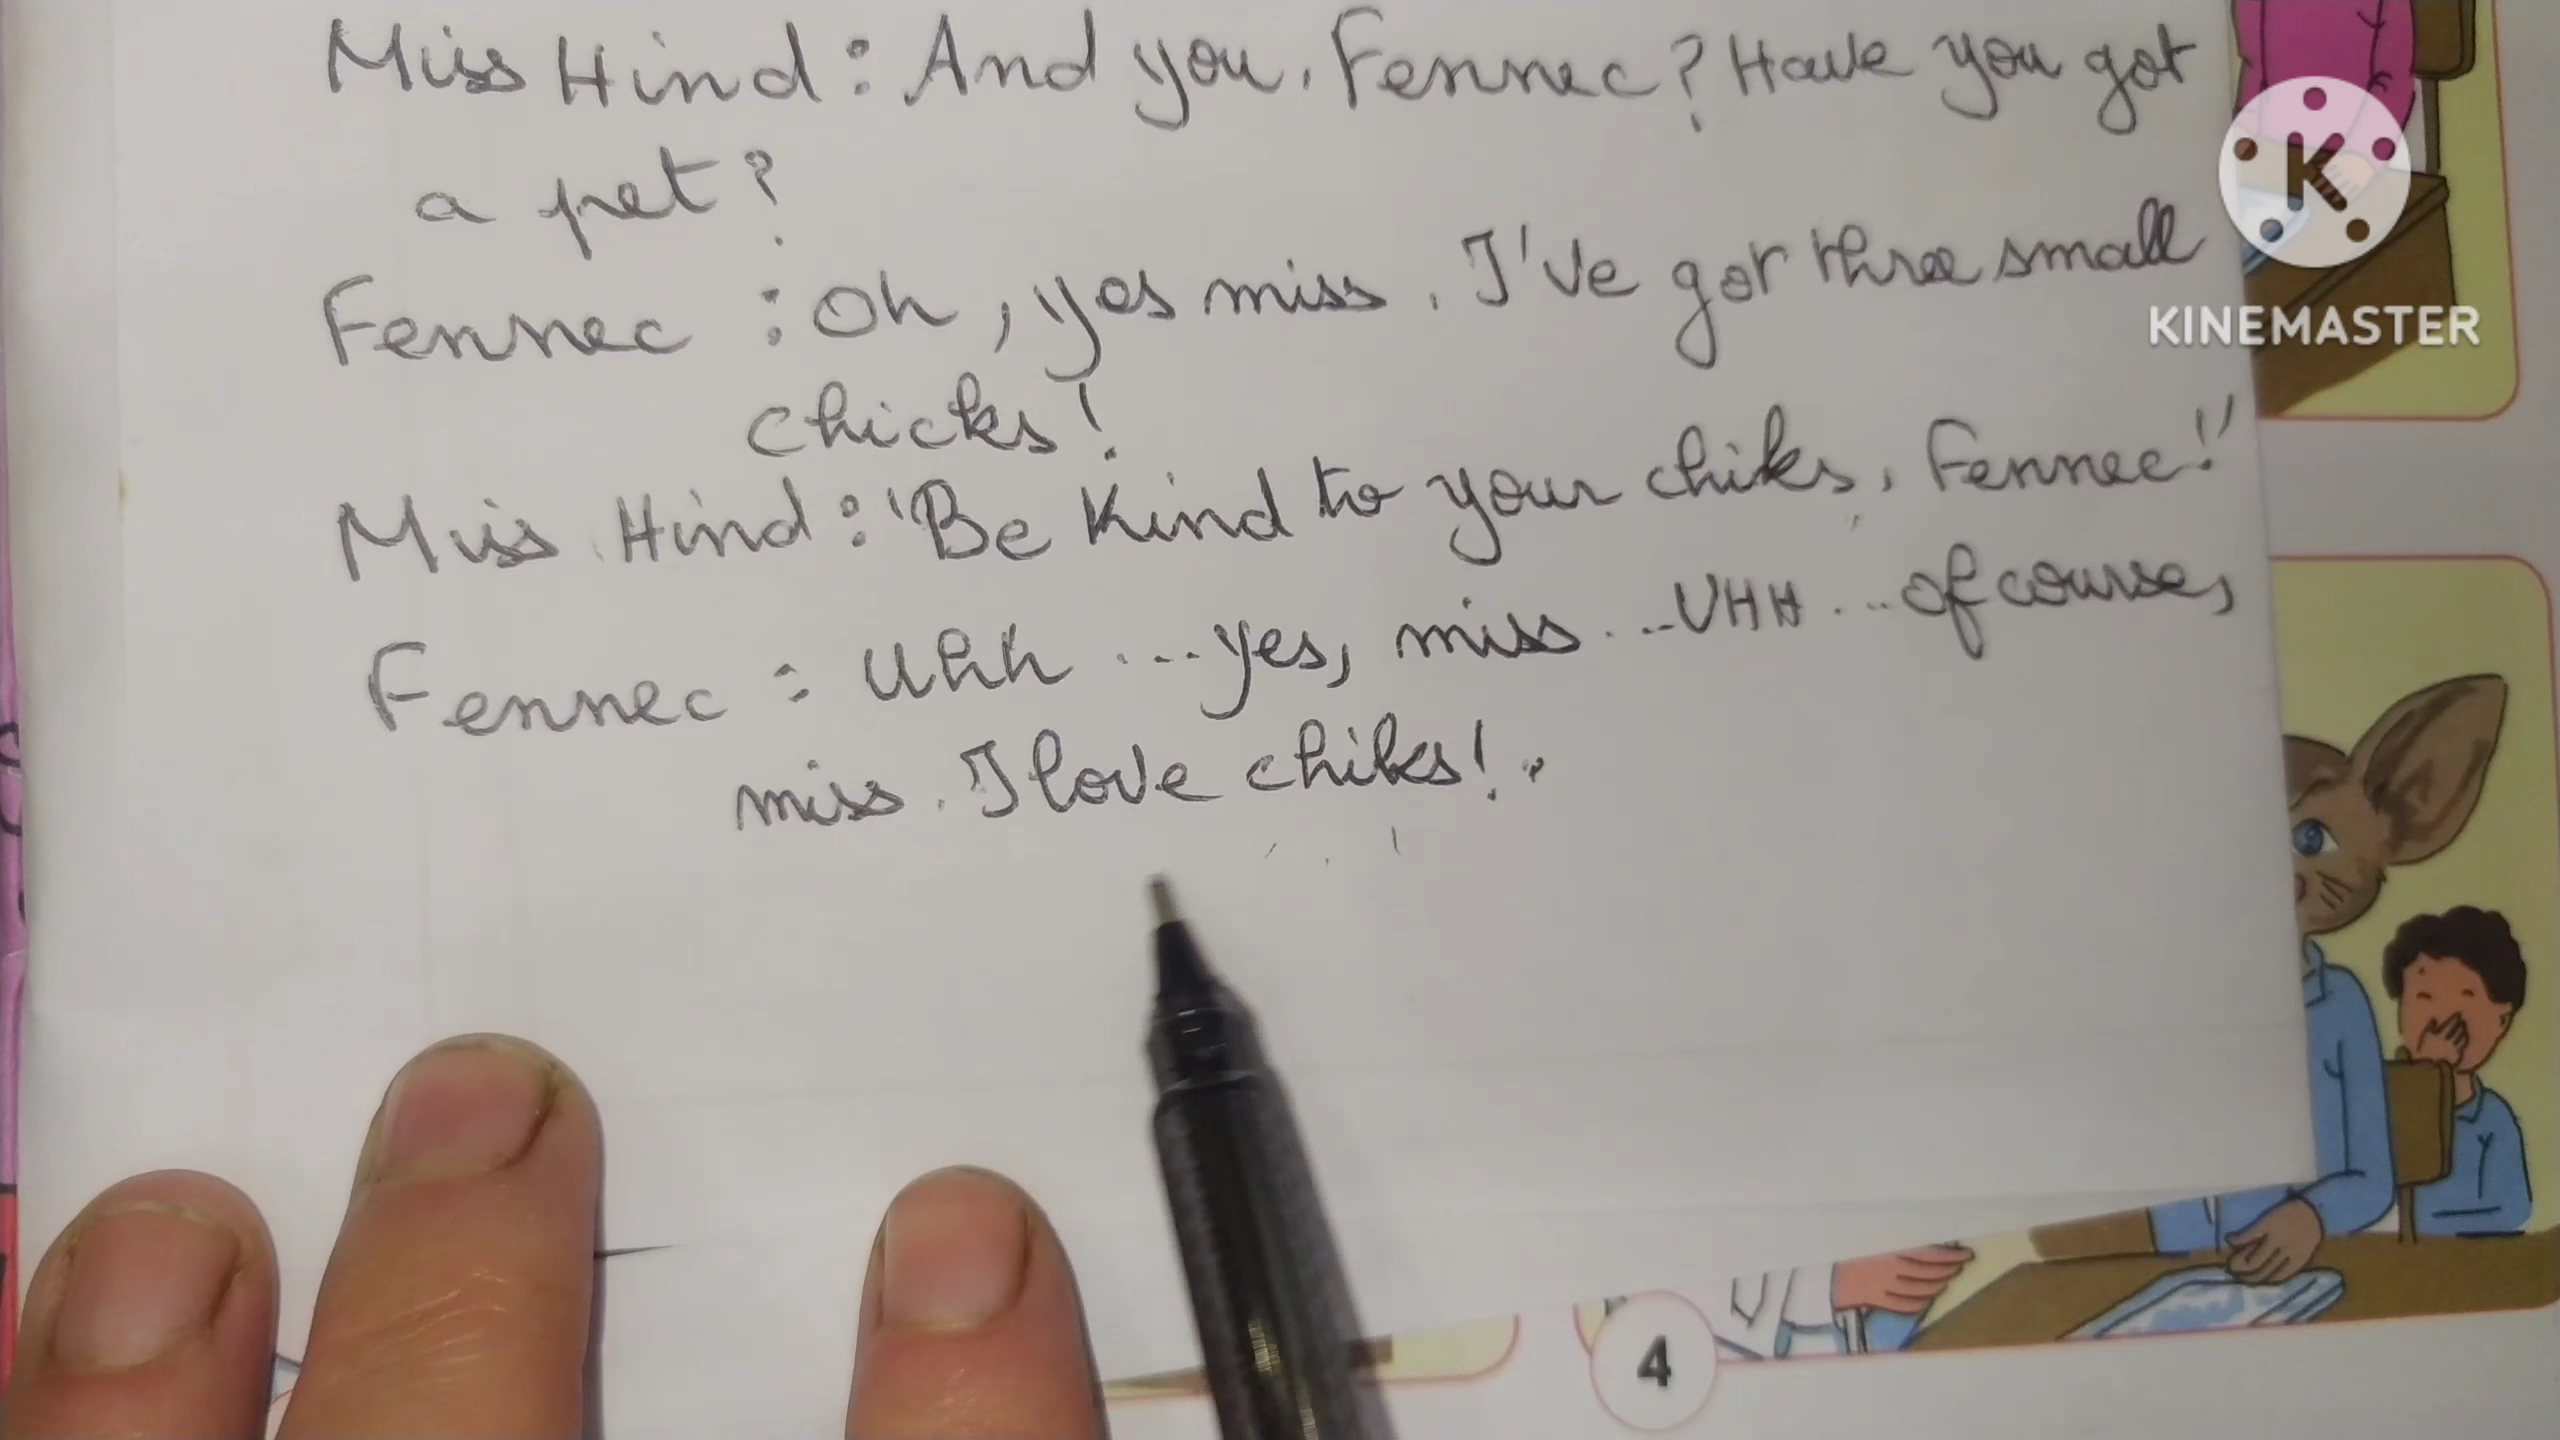 Miss Hind : And you, Fennec? Have you got
a pet?
Fennec : Oh, yes miss. I've got three small
chicks!
Miss Hind : "Be Kind to your chiks, Fennec!"
Fennec : Uhh ...yes, miss ...UHH ... of course,
miss. I love chiks!.
KINEMASTER
4